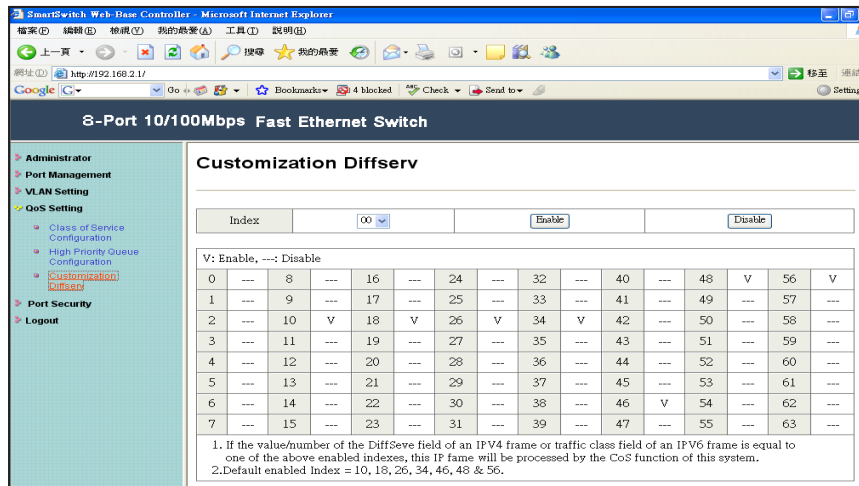 SmartSwitch Web-Base Controller - Microsoft Internet Explorer
檔案(F) 編輯(E) 檢視(V) 我的最愛(A) 工具(T) 說明(H)
上一頁 搜尋 我的最愛
網址(D) http://192.168.2.1/ 移至 連結
Google G Go Bookmarks 4 blocked Check Send to Setting
8-Port 10/100Mbps Fast Ethernet Switch
Administrator
Port Management
VLAN Setting
QoS Setting
Class of Service
Configuration
High Priority Queue
Configuration
Customization
Diffserv
Port Security
Logout
Customization Diffserv
Index 00 Enable Disable
V: Enable, ---: Disable
0 --- 8 --- 16 --- 24 --- 32 --- 40 --- 48 V 56 V
1 --- 9 --- 17 --- 25 --- 33 --- 41 --- 49 --- 57 ---
2 --- 10 V 18 V 26 V 34 V 42 --- 50 --- 58 ---
3 --- 11 --- 19 --- 27 --- 35 --- 43 --- 51 --- 59 ---
4 --- 12 --- 20 --- 28 --- 36 --- 44 --- 52 --- 60 ---
5 --- 13 --- 21 --- 29 --- 37 --- 45 --- 53 --- 61 ---
6 --- 14 --- 22 --- 30 --- 38 --- 46 V 54 --- 62 ---
7 --- 15 --- 23 --- 31 --- 39 --- 47 --- 55 --- 63 ---
1. If the value/number of the DiffSeve field of an IPV4 frame or traffic class field of an IPV6 frame is equal to
one of the above enabled indexes, this IP fame will be processed by the CoS function of this system.
2.Default enabled Index = 10, 18, 26, 34, 46, 48 & 56.